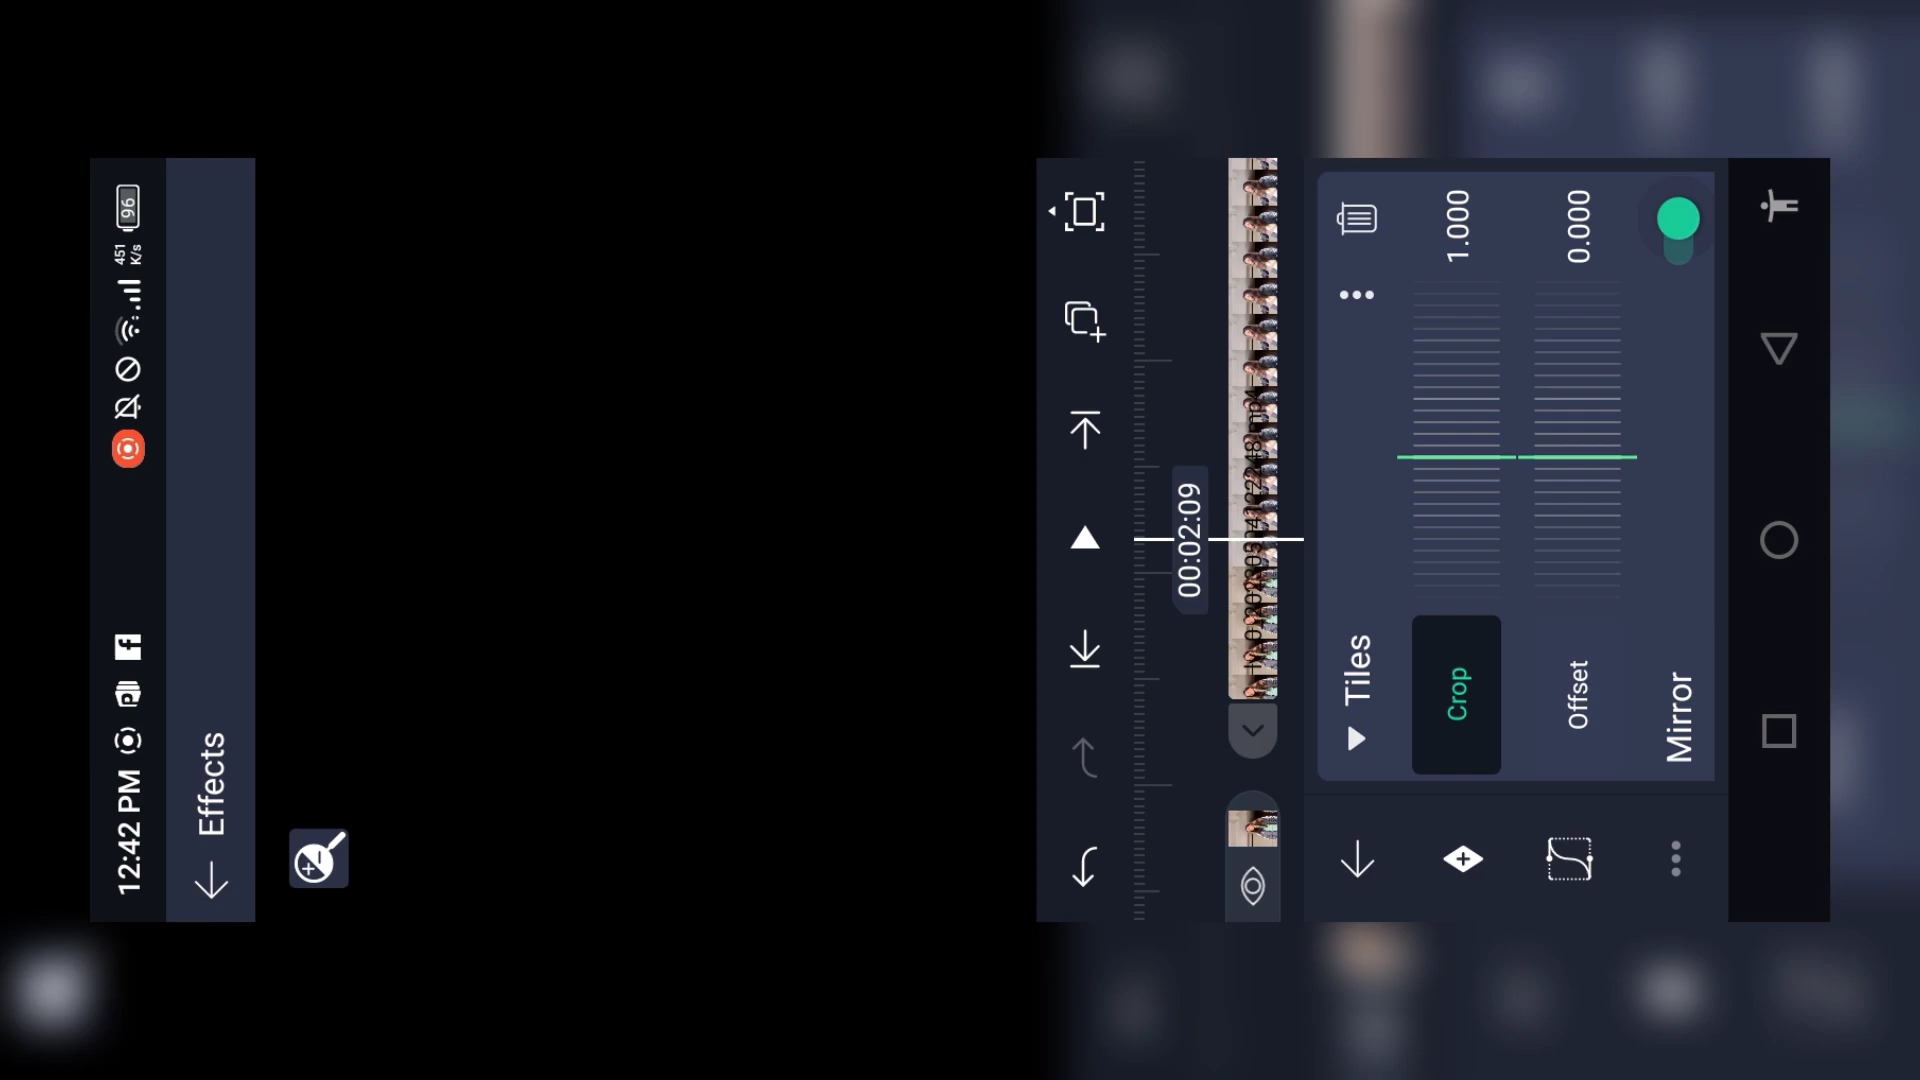 12:42 PM
451
K/s
96
Effects
00:02:09
Tiles
Crop
1.000
Offset
0.000
Mirror